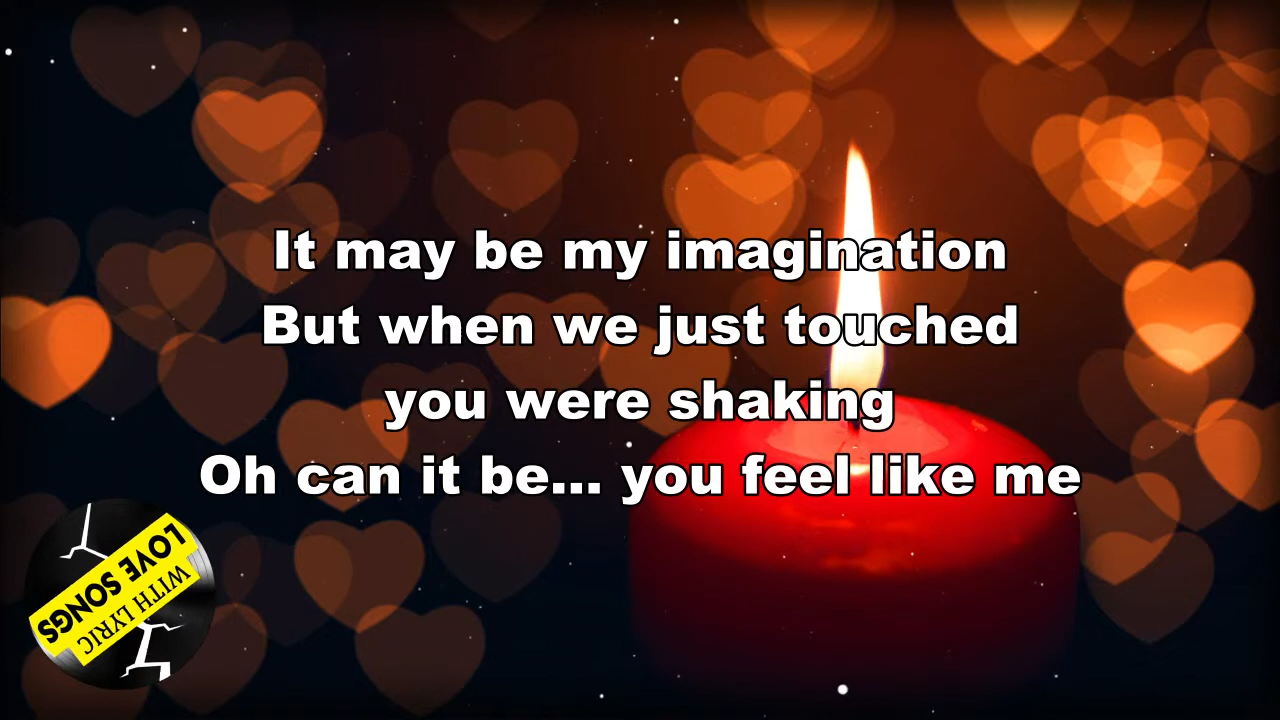 It may be my imagination
But when we just touched
you were shaking
Oh can it be... you feel like me
LOVE SONGS
WITH LYRIC